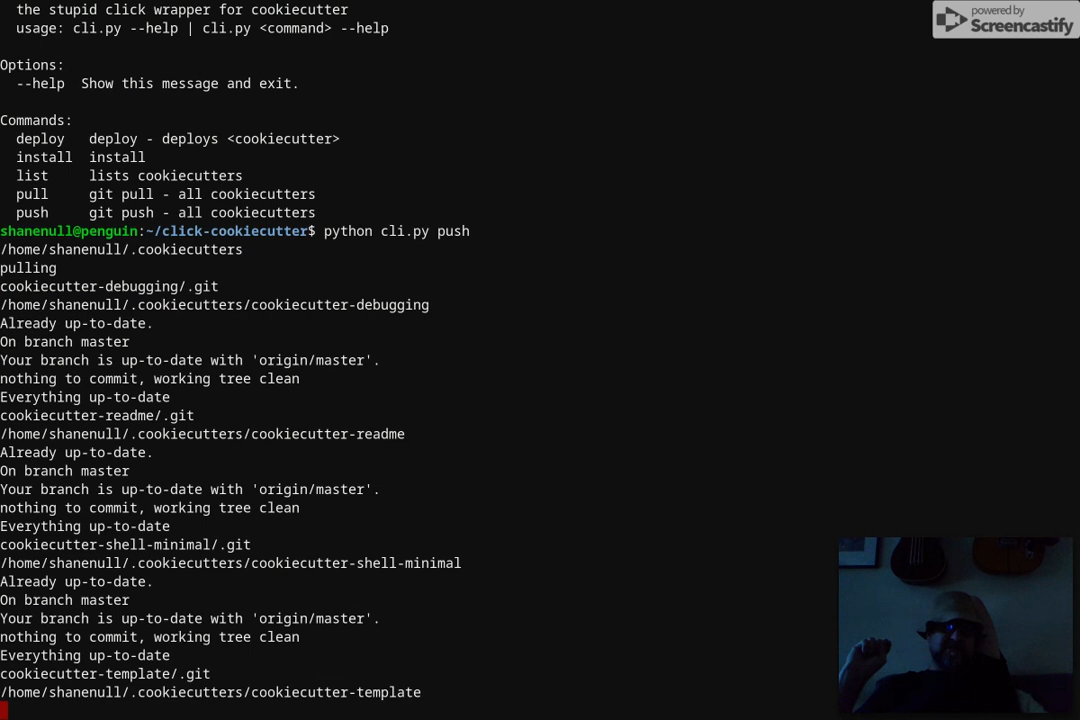 the stupid click wrapper for cookiecutter
powered by
Screencastify
usage: cli.py --help | cli.py <command> --help
Options:
--help  Show this message and exit.
Commands:
deploy   deploy - deploys <cookiecutter>
install  install
list     lists cookiecutters
pull     git pull - all cookiecutters
push     git push - all cookiecutters
shanenull@penguin:~/click-cookiecutter$ python cli.py push
/home/shanenull/.cookiecutters
pulling
cookiecutter-debugging/.git
/home/shanenull/.cookiecutters/cookiecutter-debugging
Already up-to-date.
On branch master
Your branch is up-to-date with 'origin/master'.
nothing to commit, working tree clean
Everything up-to-date
cookiecutter-readme/.git
/home/shanenull/.cookiecutters/cookiecutter-readme
Already up-to-date.
On branch master
Your branch is up-to-date with 'origin/master'.
nothing to commit, working tree clean
Everything up-to-date
cookiecutter-shell-minimal/.git
/home/shanenull/.cookiecutters/cookiecutter-shell-minimal
Already up-to-date.
On branch master
Your branch is up-to-date with 'origin/master'.
nothing to commit, working tree clean
Everything up-to-date
cookiecutter-template/.git
/home/shanenull/.cookiecutters/cookiecutter-template